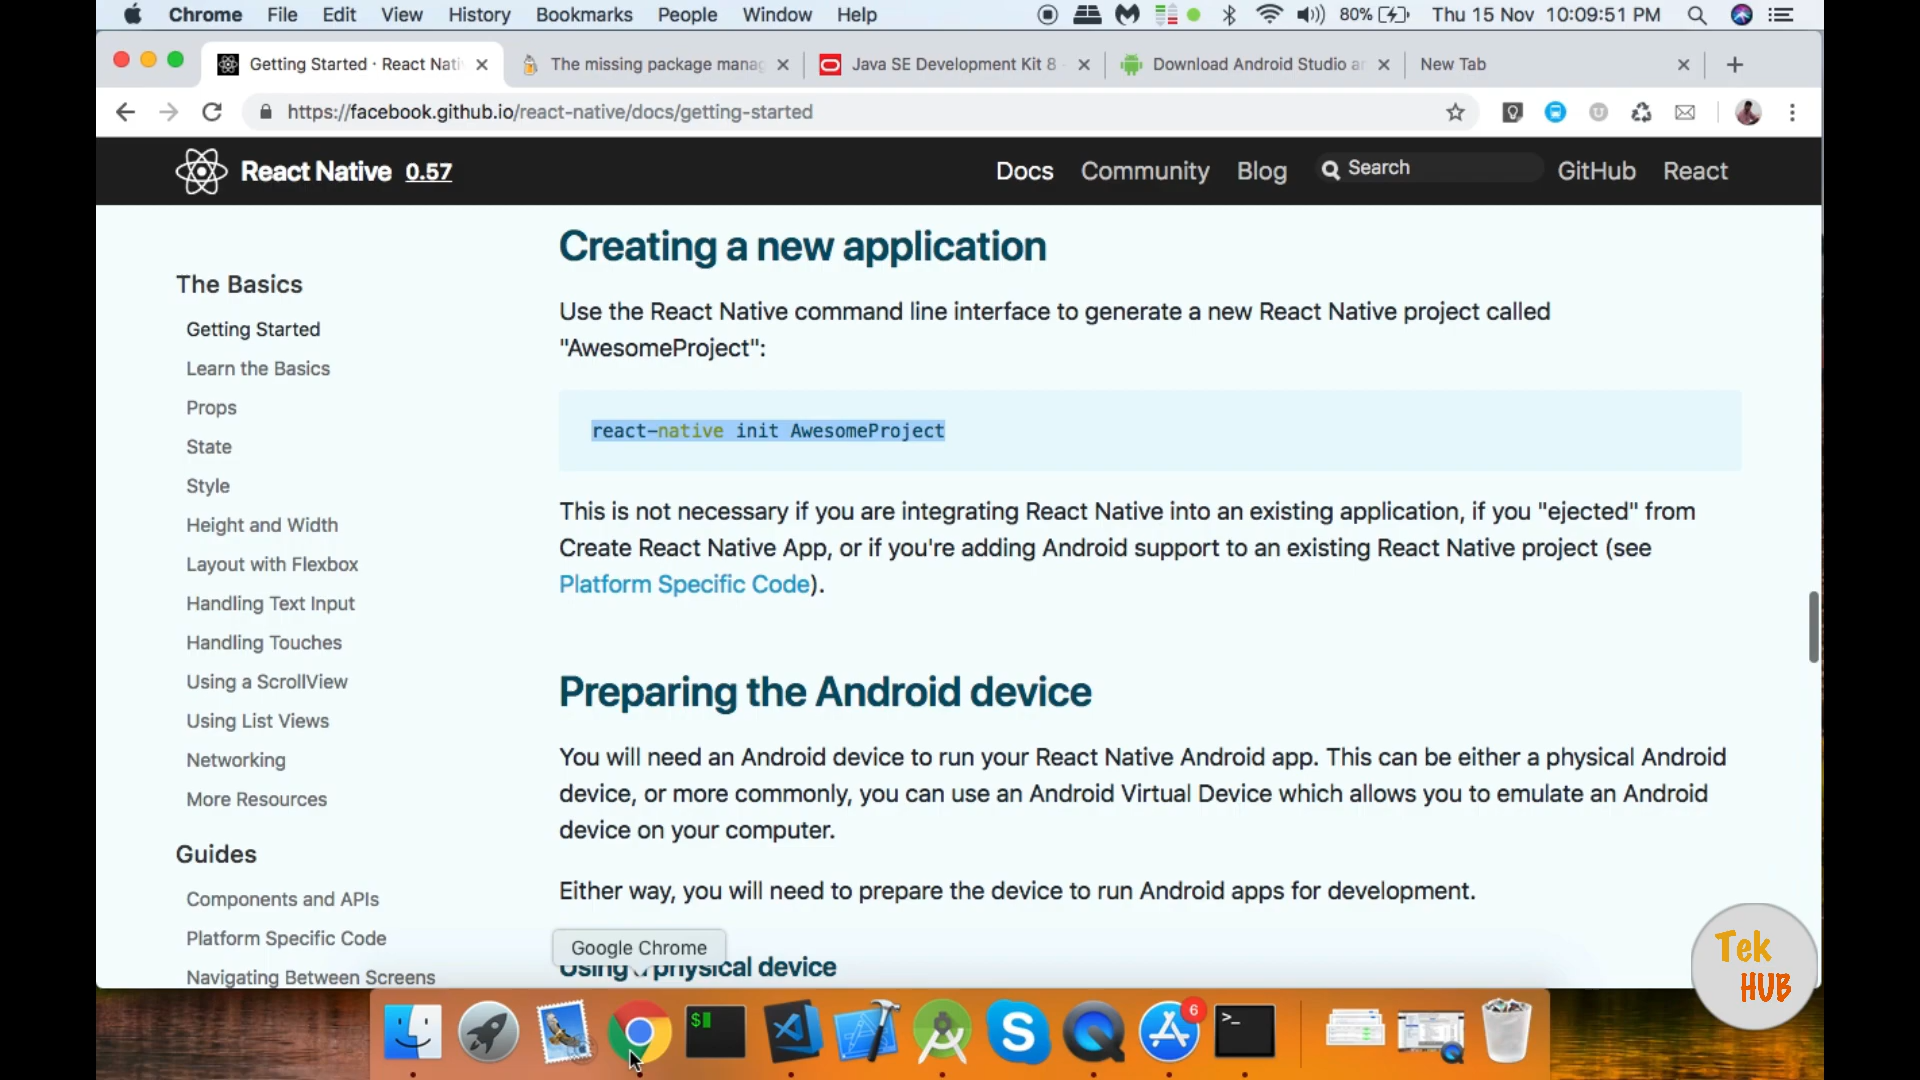 Chrome File Edit View History Bookmarks People Window Help 80% Thu 15 Nov 10:09:51 PM
Getting Started · React Nati The missing package manag Java SE Development Kit 8 - Download Android Studio an New Tab
https://facebook.github.io/react-native/docs/getting-started
React Native 0.57 Docs Community Blog Search GitHub React
The Basics
Getting Started
Learn the Basics
Props
State
Style
Height and Width
Layout with Flexbox
Handling Text Input
Handling Touches
Using a ScrollView
Using List Views
Networking
More Resources
Guides
Components and APIs
Platform Specific Code
Navigating Between Screens
Creating a new application
Use the React Native command line interface to generate a new React Native project called
"AwesomeProject":
react-native init AwesomeProject
This is not necessary if you are integrating React Native into an existing application, if you "ejected" from
Create React Native App, or if you're adding Android support to an existing React Native project (see
Platform Specific Code).
Preparing the Android device
You will need an Android device to run your React Native Android app. This can be either a physical Android
device, or more commonly, you can use an Android Virtual Device which allows you to emulate an Android
device on your computer.
Either way, you will need to prepare the device to run Android apps for development.
Google Chrome
Using a physical device
Tek
HUB
$
S
6
>_